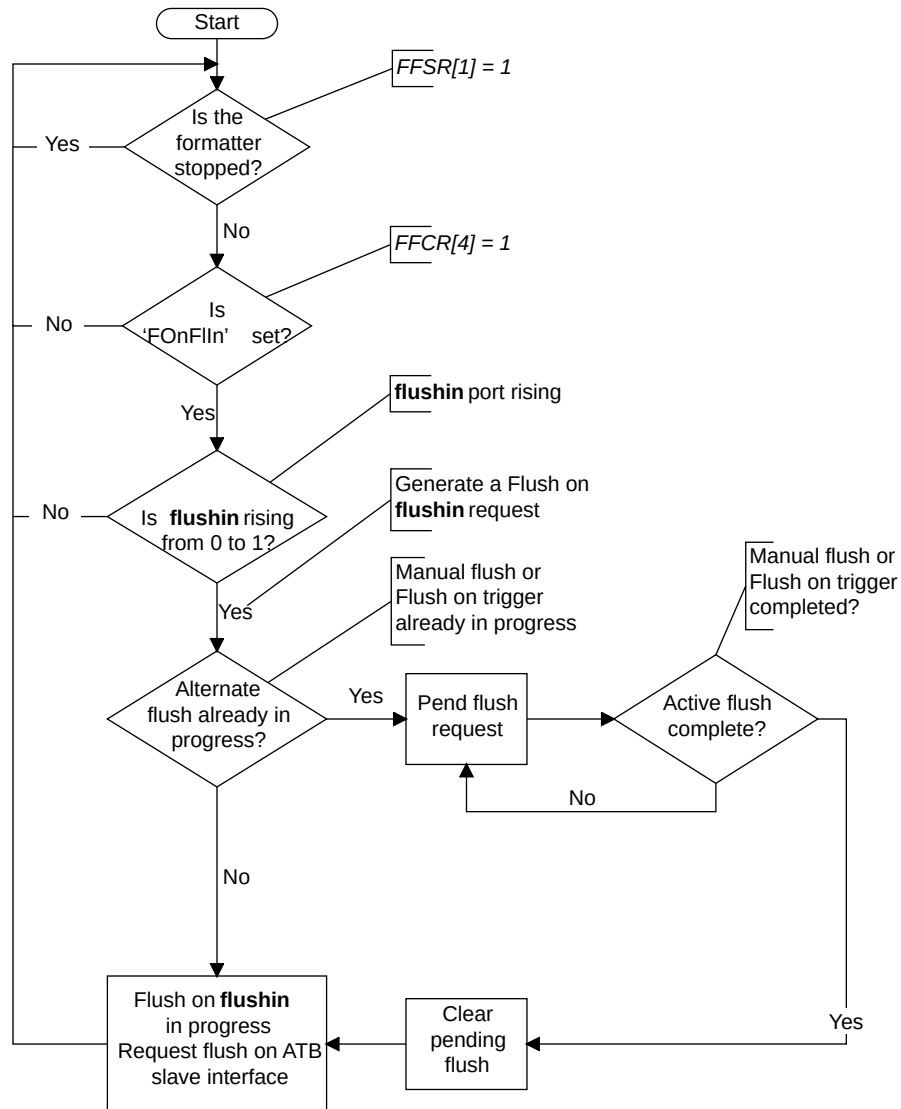 Start
FFSR[1] = 1
Is the
formatter
stopped?
Yes
No
FFCR[4] = 1
Is
‘FOnFlIn’ set?
No
Yes
flushin port rising
Is flushin rising
from 0 to 1?
No
Generate a Flush on
flushin request
Yes
Manual flush or
Flush on trigger
already in progress
Manual flush or
Flush on trigger
completed?
Alternate
flush already in
progress?
Yes
Pend flush
request
Active flush
complete?
No
No
Yes
Flush on flushin
in progress
Request flush on ATB
slave interface
Clear
pending
flush